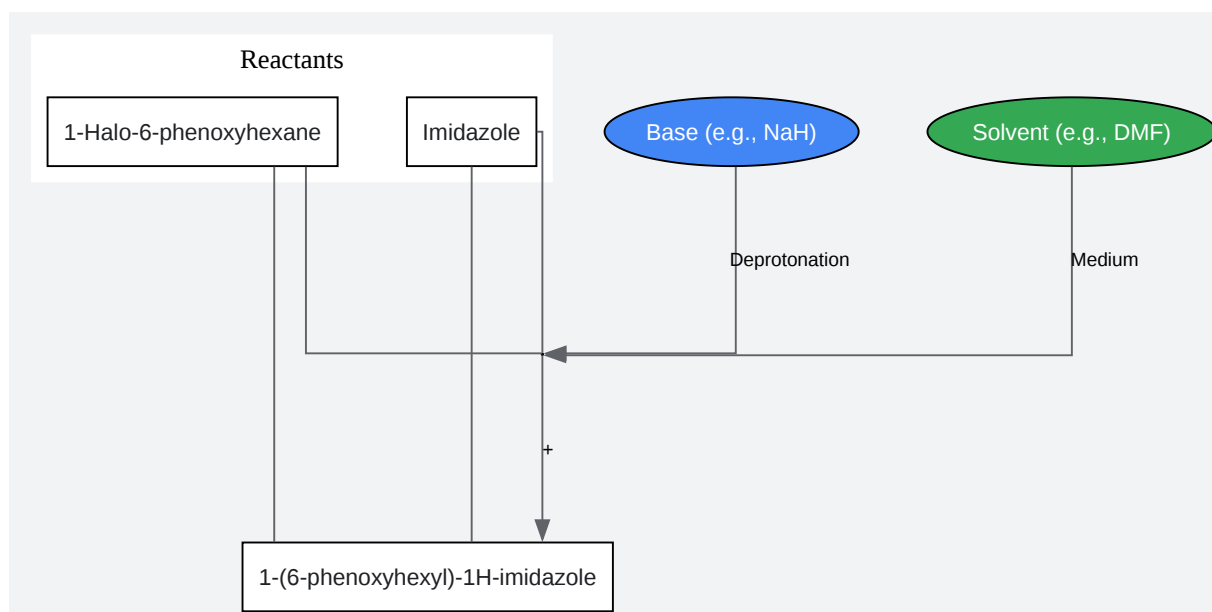 Reactants
1-Halo-6-phenoxyhexane
Imidazole
Base (e.g., NaH)
Solvent (e.g., DMF)
Deprotonation
Medium
+
1-(6-phenoxyhexyl)-1H-imidazole